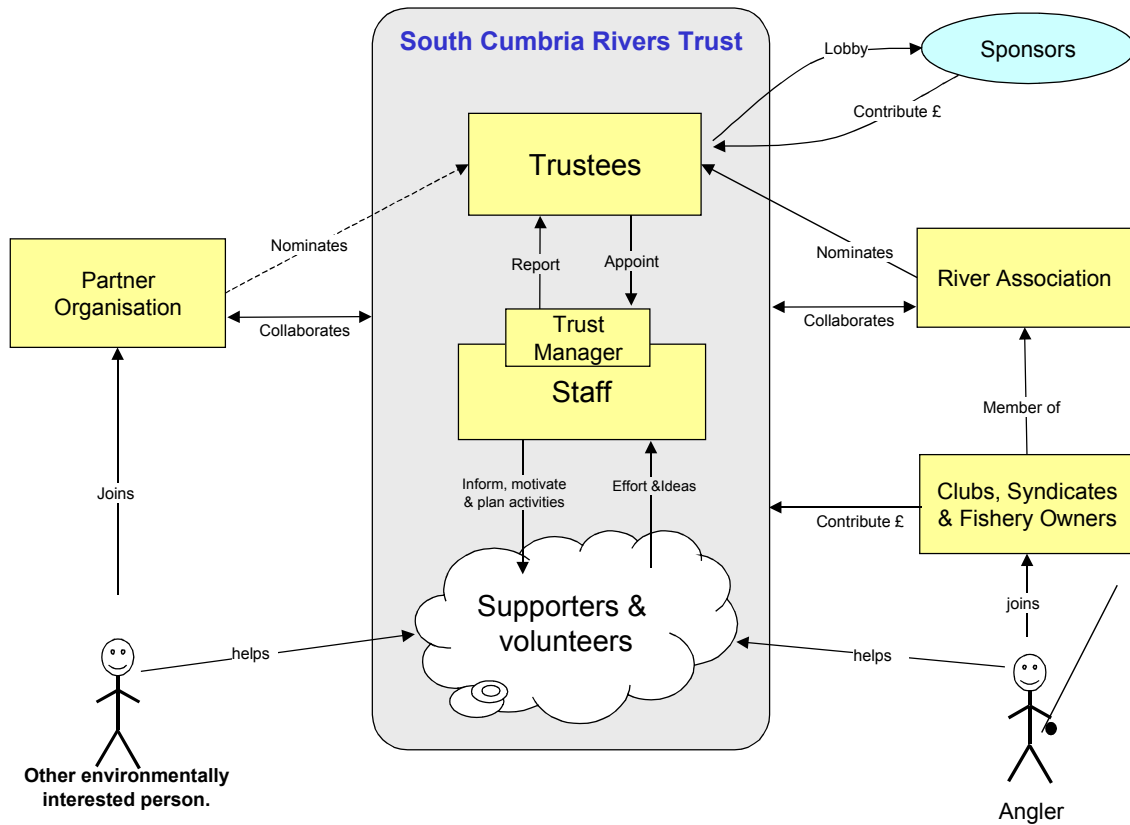 South Cumbria Rivers Trust
Lobby
Sponsors
Contribute £
Trustees
Nominates
Nominates
Report
Appoint
Partner
Organisation
River Association
Collaborates
Collaborates
Trust
Manager
Staff
Member of
Joins
Inform, motivate
& plan activities
Effort &Ideas
Clubs, Syndicates
& Fishery Owners
Contribute £
Supporters &
volunteers
joins
helps
helps
Other environmentally
interested person.
Angler